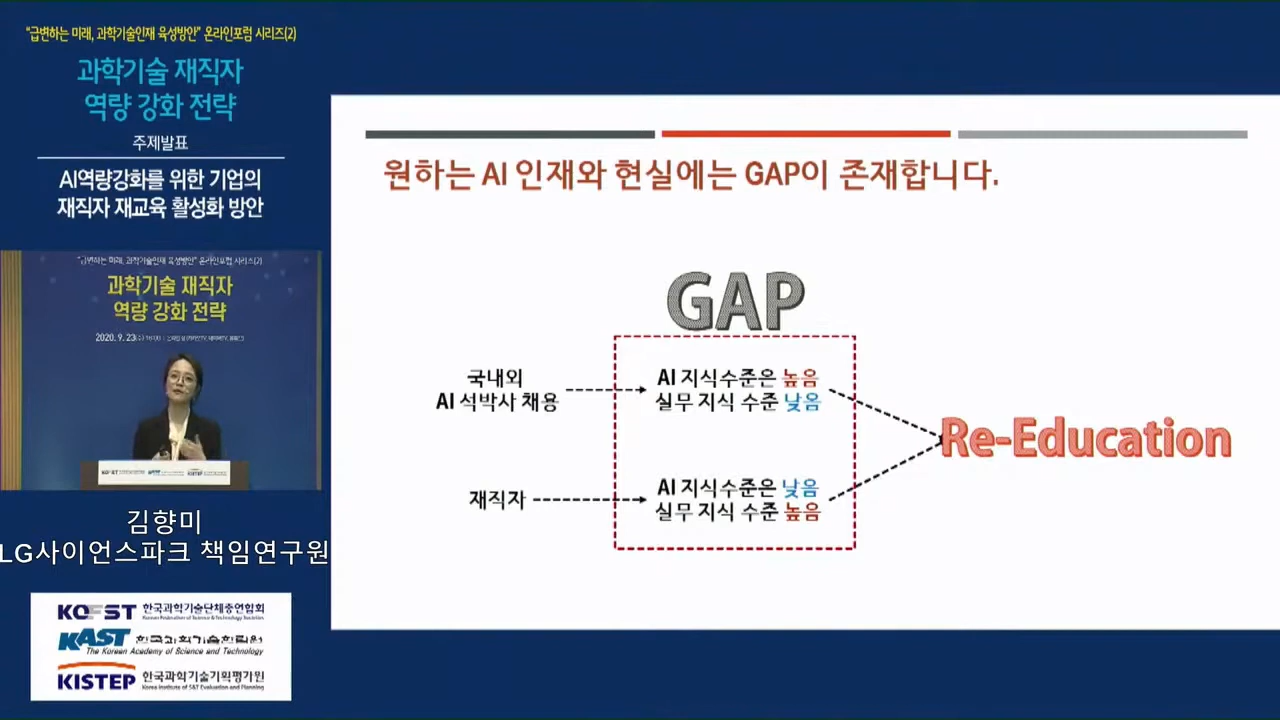 "급변하는 미래, 과학기술인재 육성방안" 온라인포럼 시리즈(2)
과학기술 재직자
역량 강화 전략
주제발표
AI역량강화를 위한 기업의
재직자 재교육 활성화 방안
"급변하는 미래, 과학기술인재 육성방안" 온라인포럼 시리즈(2)
과학기술 재직자
역량 강화 전략
2020. 9. 23
김향미
LG사이언스파크 책임연구원
KOFST 한국과학기술단체총연합회
Korean Federation of Science & Technology Societies
KAST 한국과학기술한림원
The Korean Academy of Science and Technology
KISTEP 한국과학기술기획평가원
Korea Institute of S&T Evaluation and Planning
원하는 AI 인재와 현실에는 GAP이 존재합니다.
GAP
국내외
AI 석박사 채용
AI 지식수준은 높음
실무 지식 수준 낮음
재직자
AI 지식수준은 낮음
실무 지식 수준 높음
Re-Education